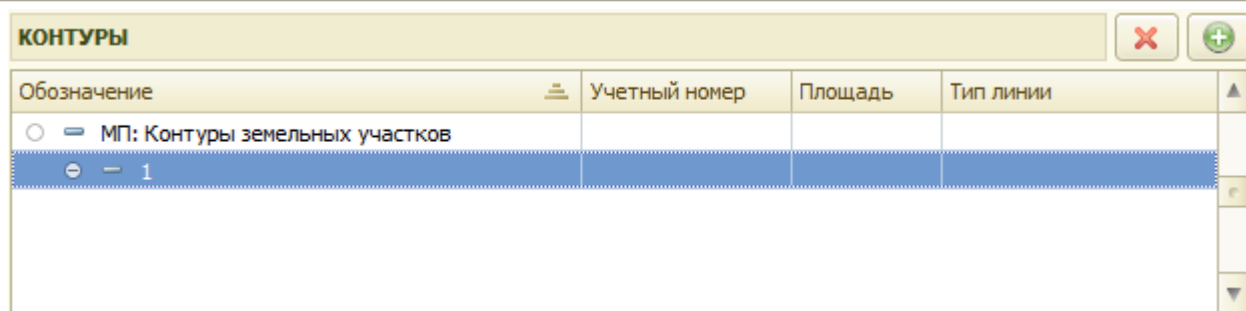 КОНТУРЫ
Обозначение Учетный номер Площадь Тип линии
МП: Контуры земельных участков
1